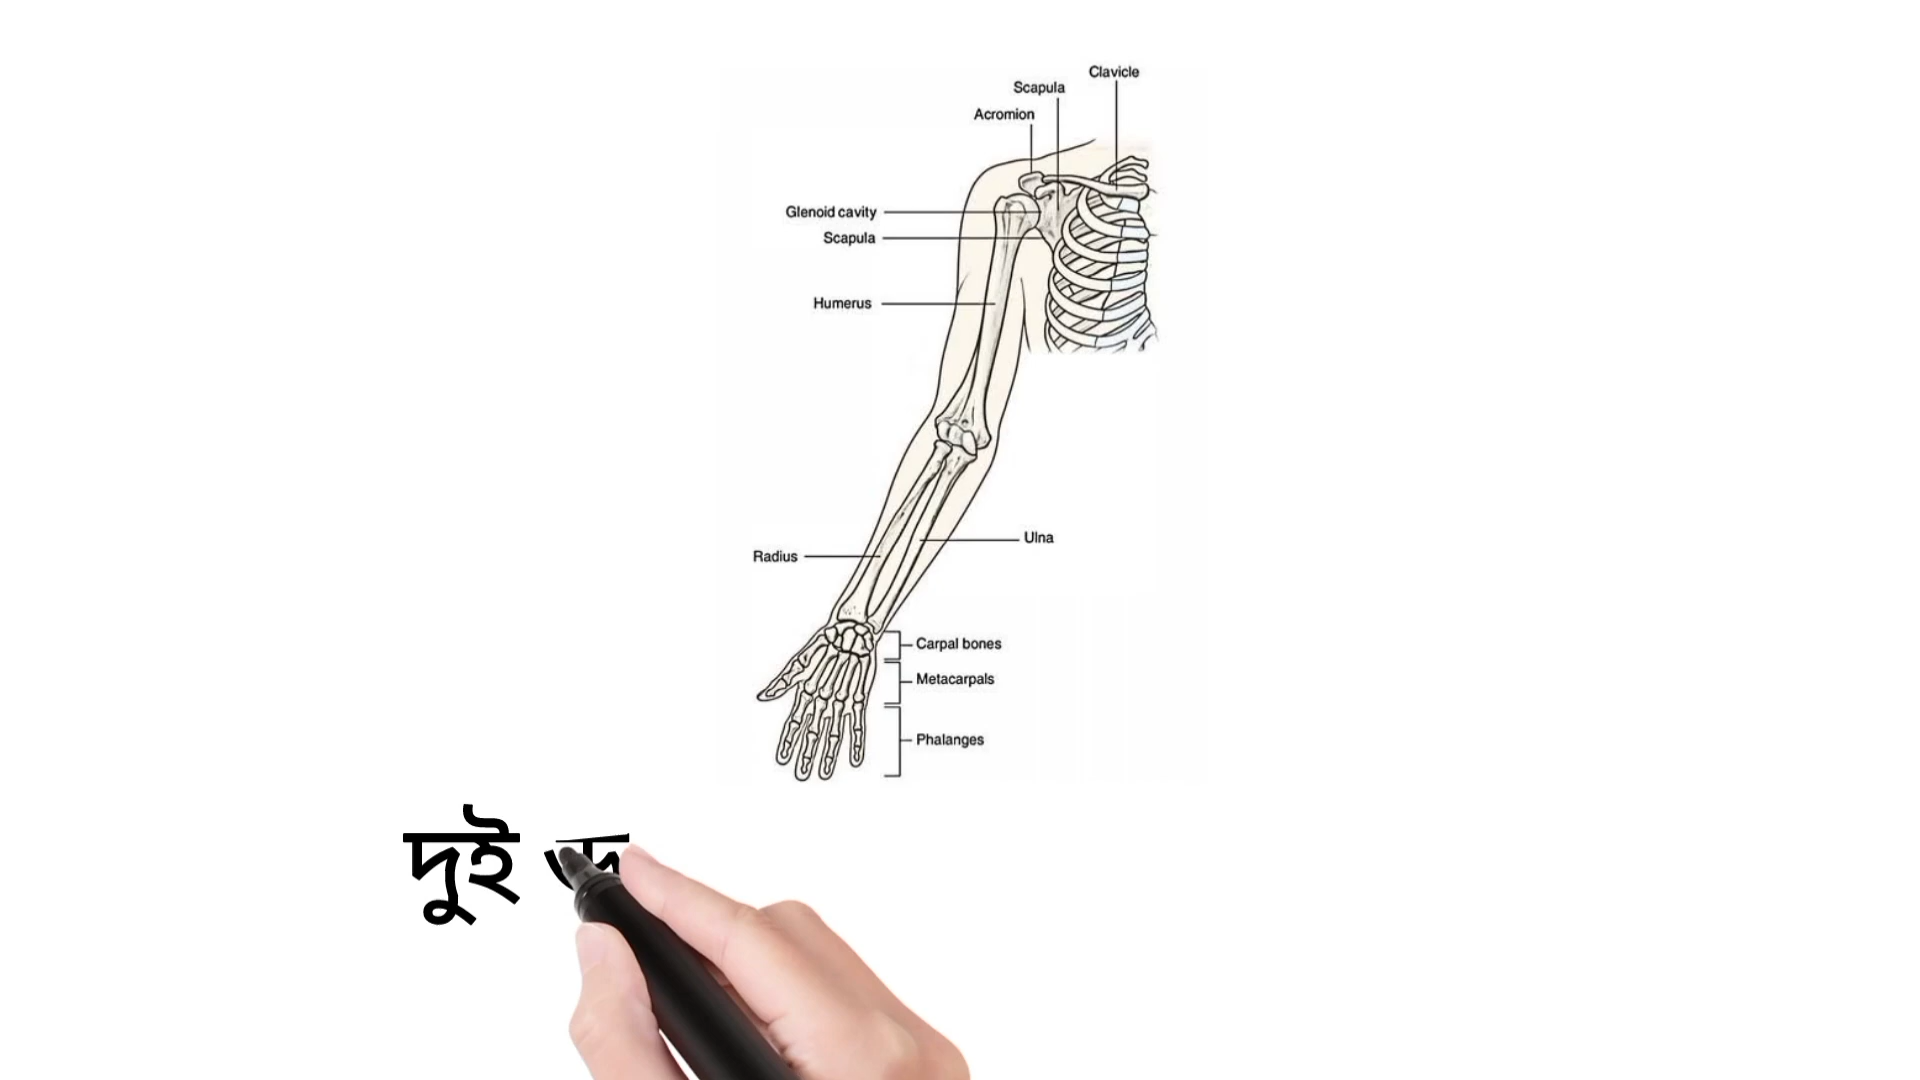 Clavicle
Scapula
Acromion
Glenoid cavity
Scapula
Humerus
Ulna
Radius
Carpal bones
Metacarpals
Phalanges
দুই